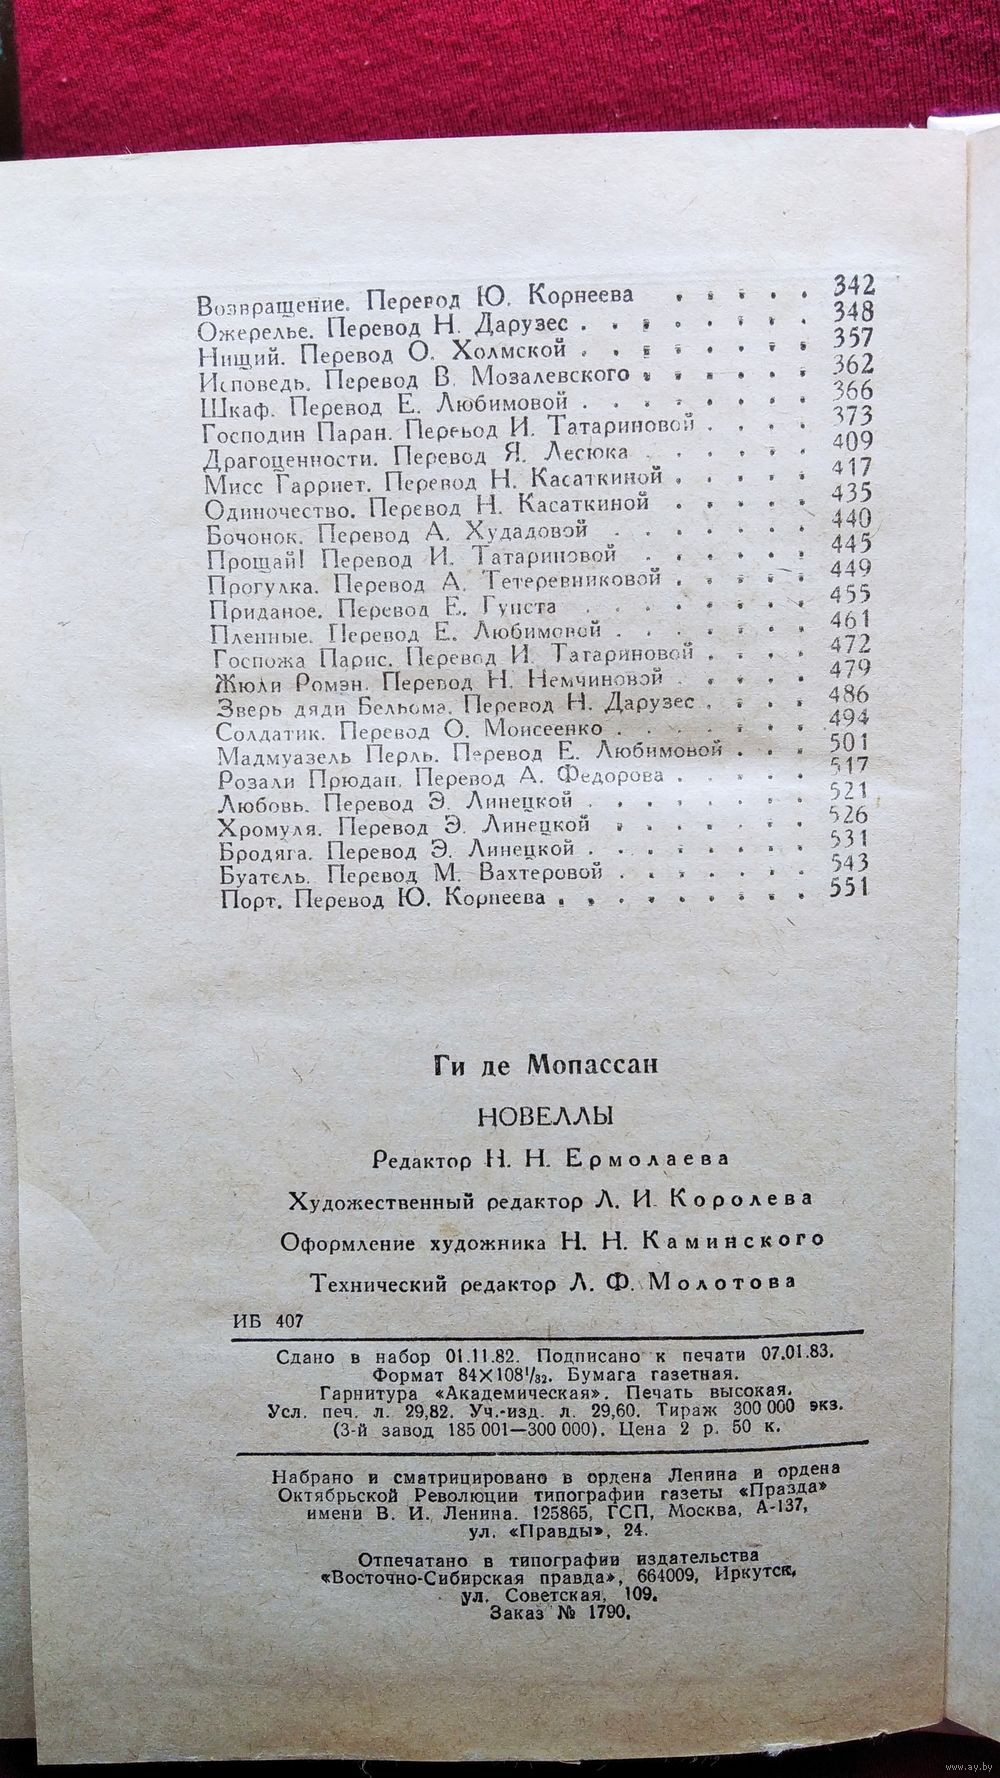 Возвращение. Перевод Ю. Корнеева . . . . . 342
Ожерелье. Перевод Н. Дарузес . . . . . . . . 348
Нищий. Перевод О. Холмской . . . . . . . . 357
Исповедь. Перевод В. Мозалевского . . . . . . 362
Шкаф. Перевод Е. Любимовой . . . . . . . . 366
Господин Паран. Перевод И. Татариновой . . . . 373
Драгоценности. Перевод Я. Лесюка . . . . . . 409
Мисс Гарриет. Перевод Н. Касаткиной . . . . . 417
Одиночество. Перевод Н. Касаткиной . . . . . 435
Бочонок. Перевод А. Худадовой . . . . . . . 440
Прощай! Перевод И. Татариновой . . . . . . 445
Прогулка. Перевод А. Тетеревниковой . . . . . 449
Приданое. Перевод Е. Гунста . . . . . . . . 455
Пленные. Перевод Е. Любимовой . . . . . . . 461
Госпожа Парис. Перевод И. Татариновой . . . . 472
Жюли Ромэн. Перевод Н. Немчиновой . . . . . 479
Зверь дяди Бельома. Перевод Н. Дарузес . . . . 486
Солдатик. Перевод О. Моисеенко . . . . . . . 494
Мадмуазель Перль. Перевод Е. Любимовой . . . 501
Розали Прюдан. Перевод А. Федорова . . . . . 517
Любовь. Перевод Э. Линецкой . . . . . . . . 521
Хромуля. Перевод Э. Линецкой . . . . . . . 526
Бродяга. Перевод Э. Линецкой . . . . . . . . 531
Буатель. Перевод М. Вахтеровой . . . . . . . 543
Порт. Перевод Ю. Корнеева . . . . . . . . . 551
Ги де Мопассан
НОВЕЛЛЫ
Редактор Н. Н. Ермолаева
Художественный редактор Л. И. Королева
Оформление художника Н. Н. Каминского
Технический редактор Л. Ф. Молотова
ИБ 407
Сдано в набор 01.11.82. Подписано к печати 07.01.83.
Формат 84×108¹/₃₂. Бумага газетная.
Гарнитура «Академическая». Печать высокая.
Усл. печ. л. 29,82. Уч.-изд. л. 29,60. Тираж 300 000 экз.
(3-й завод 185 001—300 000). Цена 2 р. 50 к.
Набрано и сматрицировано в ордена Ленина и ордена
Октябрьской Революции типографии газеты «Правда»
имени В. И. Ленина. 125865, ГСП, Москва, А-137,
ул. «Правды», 24.
Отпечатано в типографии издательства
«Восточно-Сибирская правда», 664009, Иркутск,
ул. Советская, 109.
Заказ № 1790.
www.ay.by